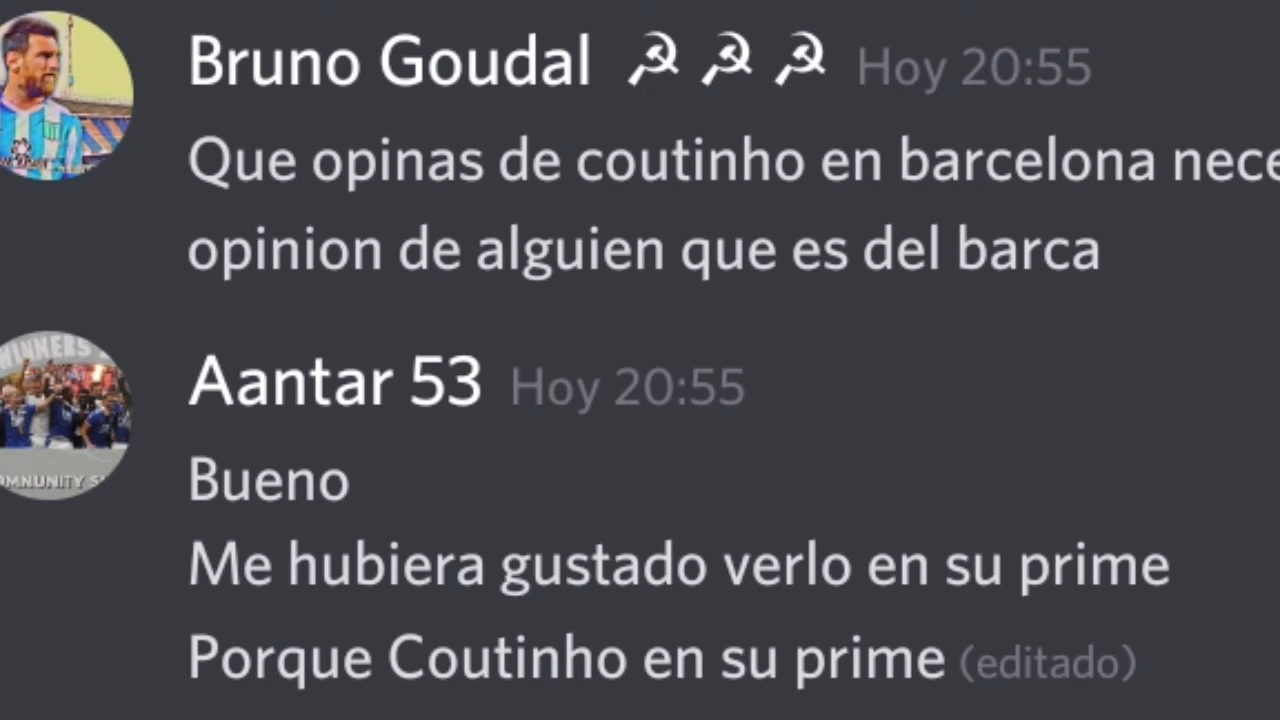 Bruno Goudal ☭ ☭ ☭ Hoy 20:55
Que opinas de coutinho en barcelona
opinion de alguien que es del barca
Aantar 53 Hoy 20:55
Bueno
Me hubiera gustado verlo en su prime
Porque Coutinho en su prime (editado)